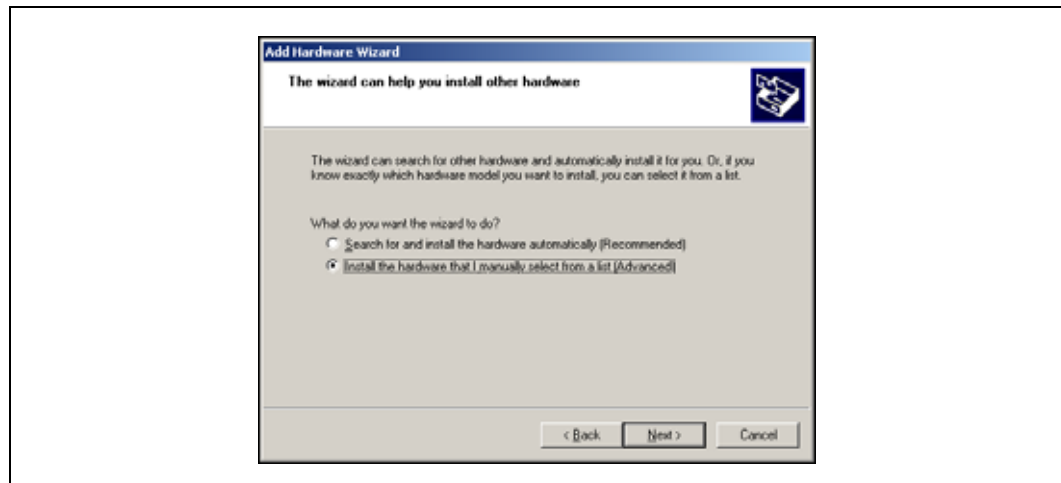 Add Hardware Wizard
The wizard can help you install other hardware
The wizard can search for other hardware and automatically install it for you. Or, if you
know exactly which hardware model you want to install, you can select it from a list.
What do you want the wizard to do?
Search for and install the hardware automatically (Recommended)
Install the hardware that I manually select from a list (Advanced)
< Back Next > Cancel